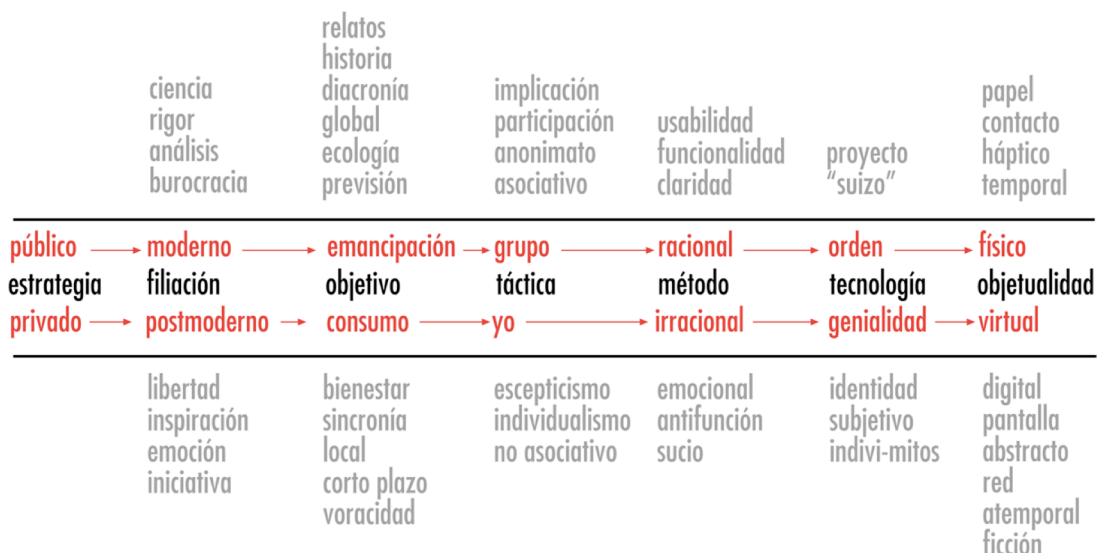 relatos
historia
diacronía
global
ecología
previsión
ciencia
rigor
análisis
burocracia
implicación
participación
anonimato
asociativo
usabilidad
funcionalidad
claridad
proyecto
“suizo”
papel
contacto
háptico
temporal
público moderno emancipación grupo racional orden físico
estrategia filiación objetivo táctica método tecnología objetualidad
privado postmoderno consumo yo irracional genialidad virtual
libertad
inspiración
emoción
iniciativa
bienestar
sincronía
local
corto plazo
voracidad
escepticismo
individualismo
no asociativo
emocional
antifunción
sucio
identidad
subjetivo
indivi-mitos
digital
pantalla
abstracto
red
atemporal
ficción